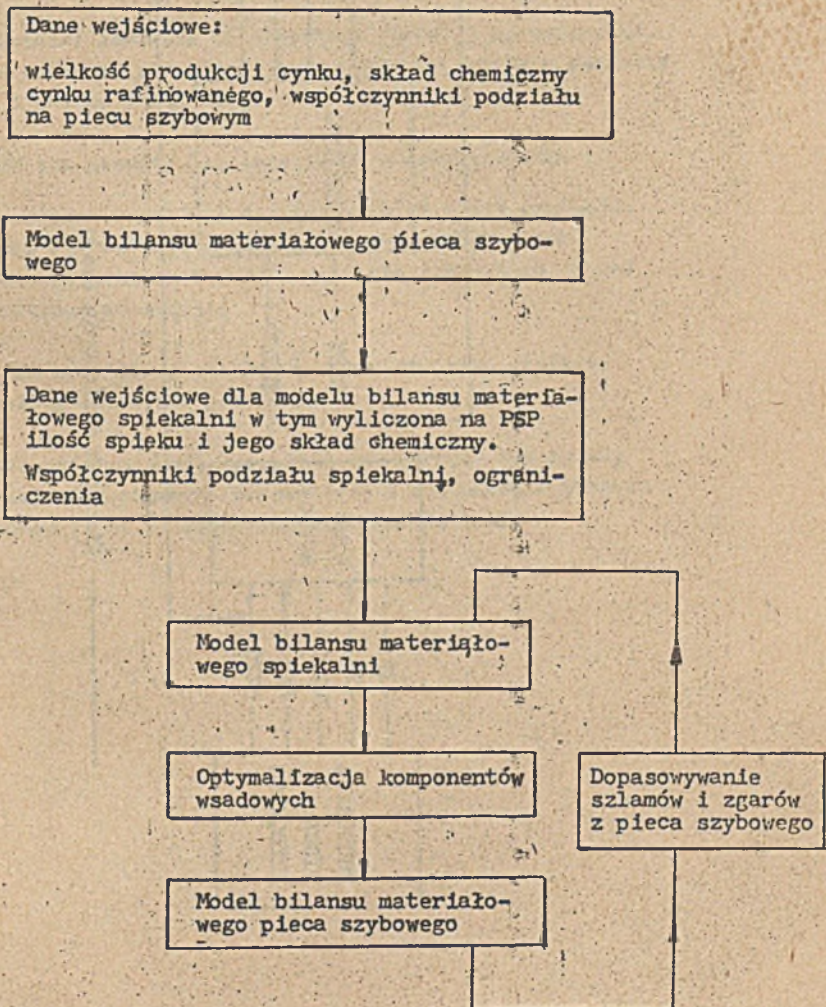 Dane wejściowe:
wielkość produkcji cynku, skład chemiczny
cynku rafinowanego, współczynniki podziału
na piecu szybowym
Model bilansu materiałowego pieca szybo-
wego
Dane wejściowe dla modelu bilansu materia-
łowego spiekalni w tym wyliczona na PSP
ilość spieku i jego skład chemiczny.
Współczynniki podziału spiekalni, ograni-
czenia
Model bilansu materiało-
wego spiekalni
Optymalizacja komponentów
wsadowych
Dopasowywanie
szlamów i zgarów
z pieca szybowego
Model bilansu materiało-
wego pieca szybowego